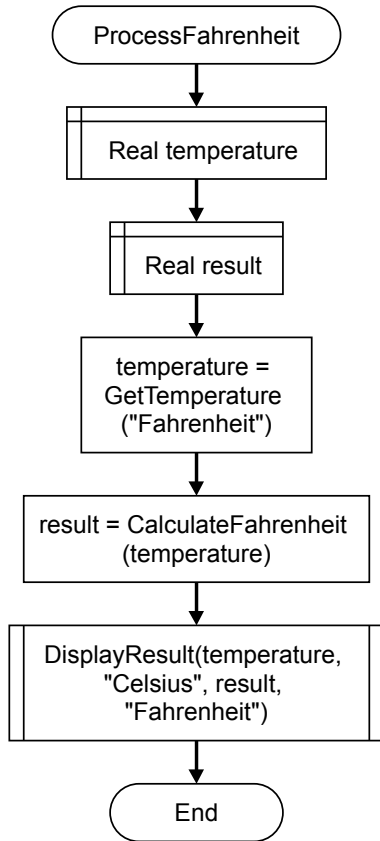 ProcessFahrenheit
Real temperature
Real result
temperature =
GetTemperature
("Fahrenheit")
result = CalculateFahrenheit
(temperature)
DisplayResult(temperature,
"Celsius", result,
"Fahrenheit")
End